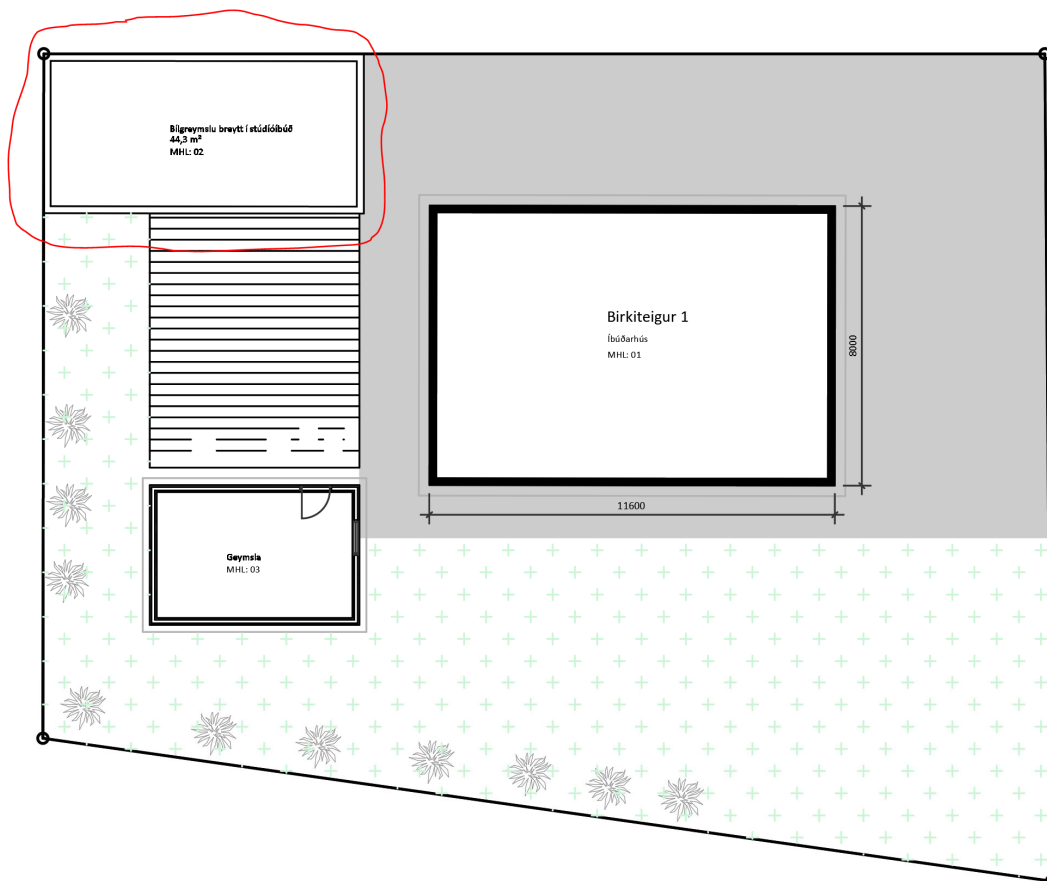 Bílgreymslu breytt í stúdíóíbúð
44,3 m²
MHL: 02
Birkiteigur 1
Íbúðarhús
MHL: 01
8000
11600
Geymsla
MHL: 03